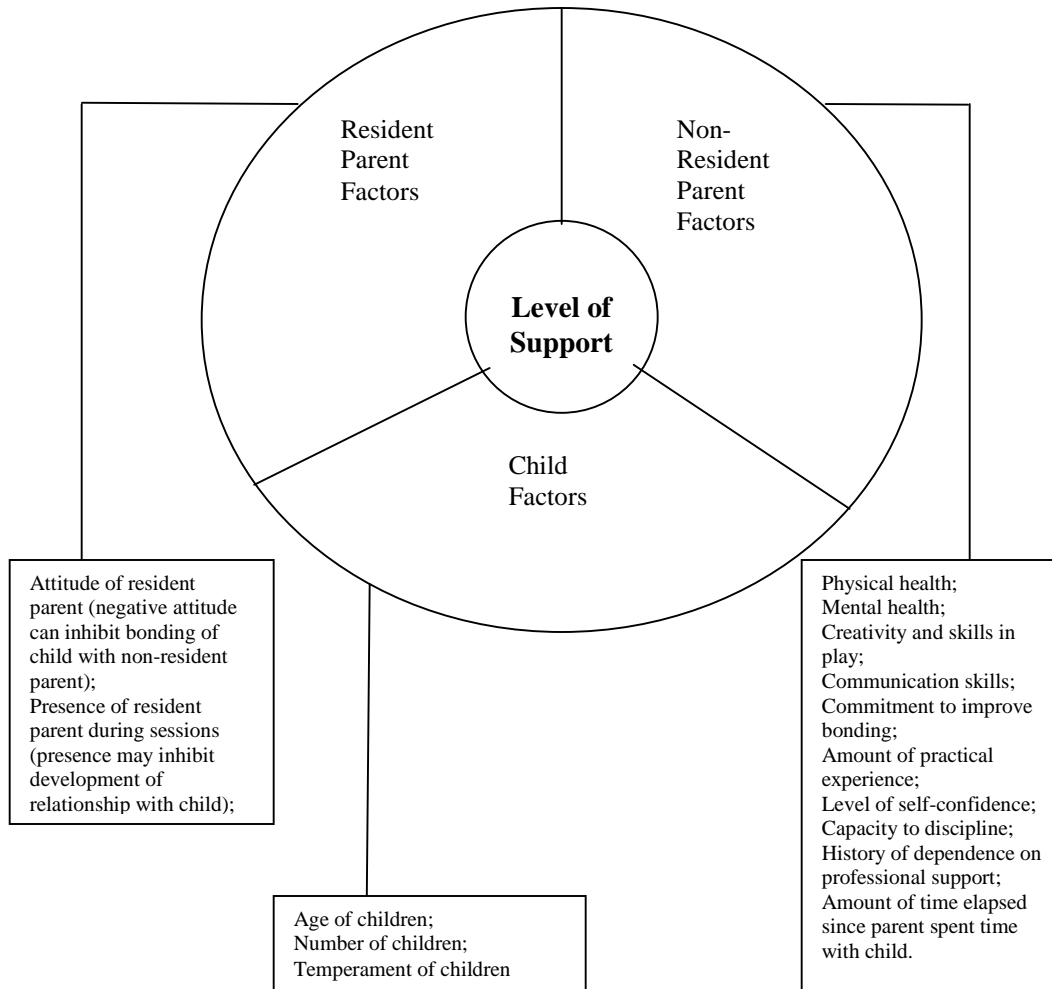 Resident
Parent
Factors
Non-
Resident
Parent
Factors
Level of
Support
Child
Factors
Attitude of resident
parent (negative attitude
can inhibit bonding of
child with non-resident
parent);
Presence of resident
parent during sessions
(presence may inhibit
development of
relationship with child);
Physical health;
Mental health;
Creativity and skills in
play;
Communication skills;
Commitment to improve
bonding;
Amount of practical
experience;
Level of self-confidence;
Capacity to discipline;
History of dependence on
professional support;
Amount of time elapsed
since parent spent time
with child.
Age of children;
Number of children;
Temperament of children